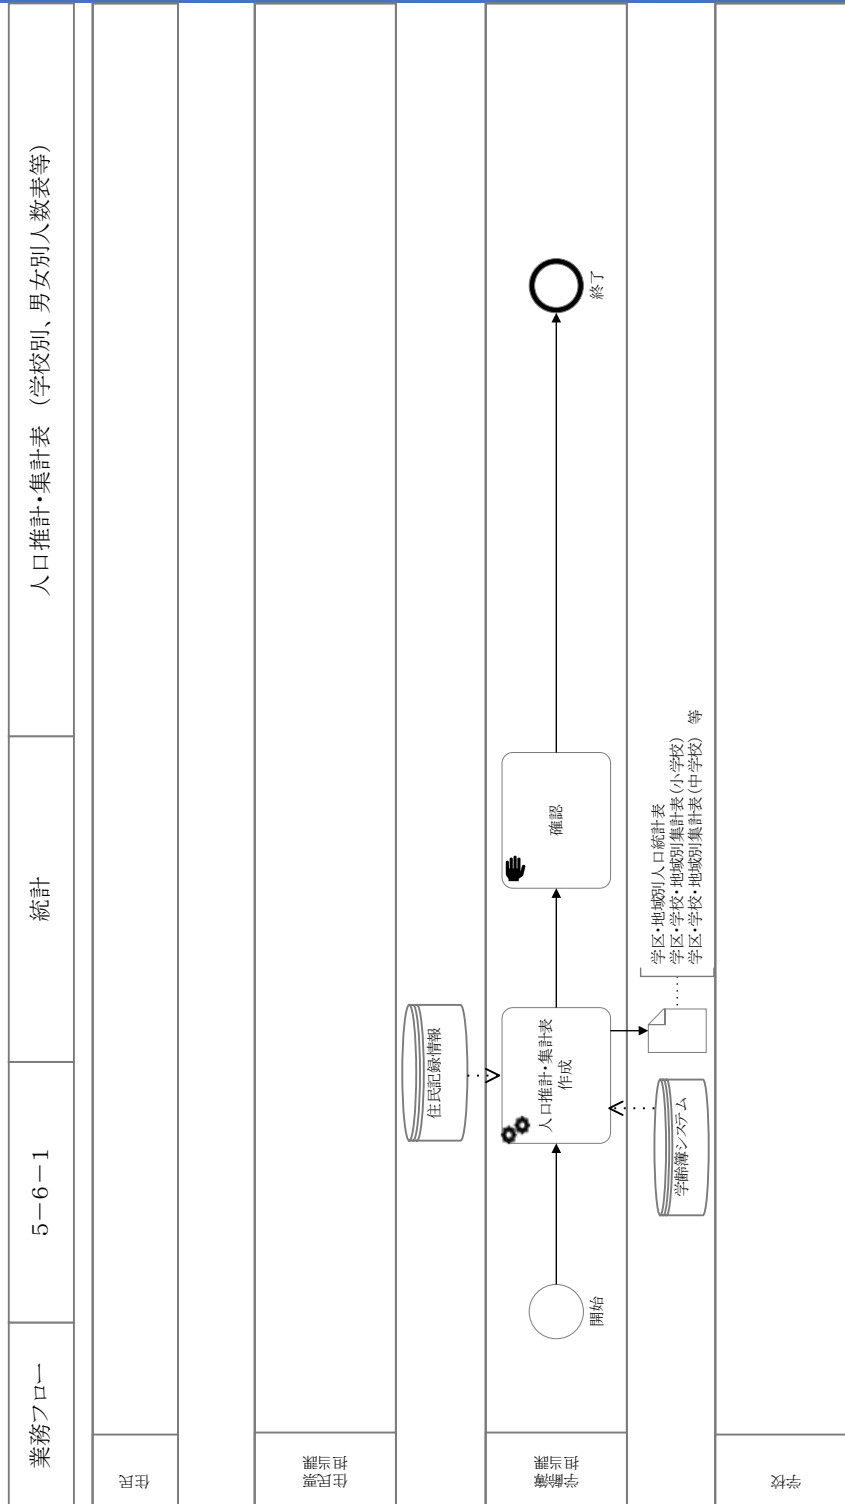 業務フロー
5－6－1
統計
人口推計・集計表 （学校別、男女別人数表等）
住民
住民票
担当課
住民記録情報
学齢簿
担当課
開始
人口推計・集計表
作成
確認
終了
学齢簿システム
学区・地域別人口統計表
学区・学校・地域別集計表（小学校）
学区・学校・地域別集計表（中学校） 等
学校